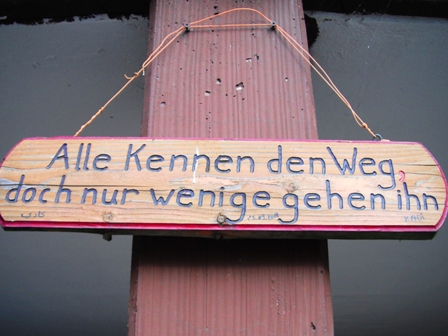 Alle Kennen den Weg,
doch nur wenige gehen ihn